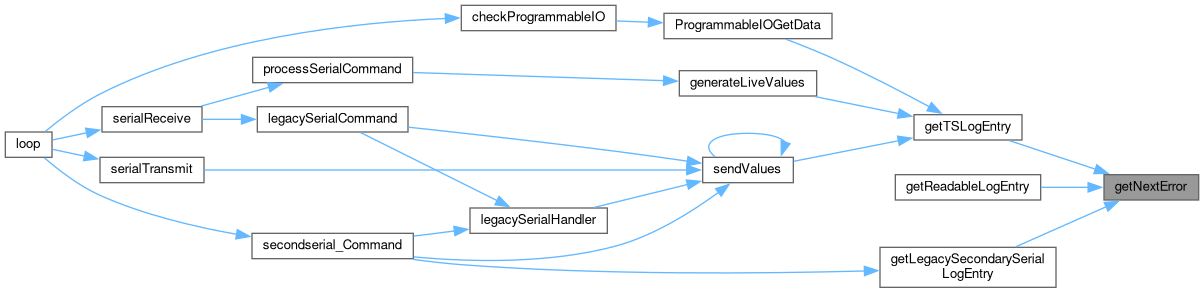 checkProgrammableIO
ProgrammableIOGetData
processSerialCommand
generateLiveValues
serialReceive
legacySerialCommand
getTSLogEntry
loop
serialTransmit
sendValues
getReadableLogEntry
getNextError
legacySerialHandler
secondserial_Command
getLegacySecondarySerial
LogEntry